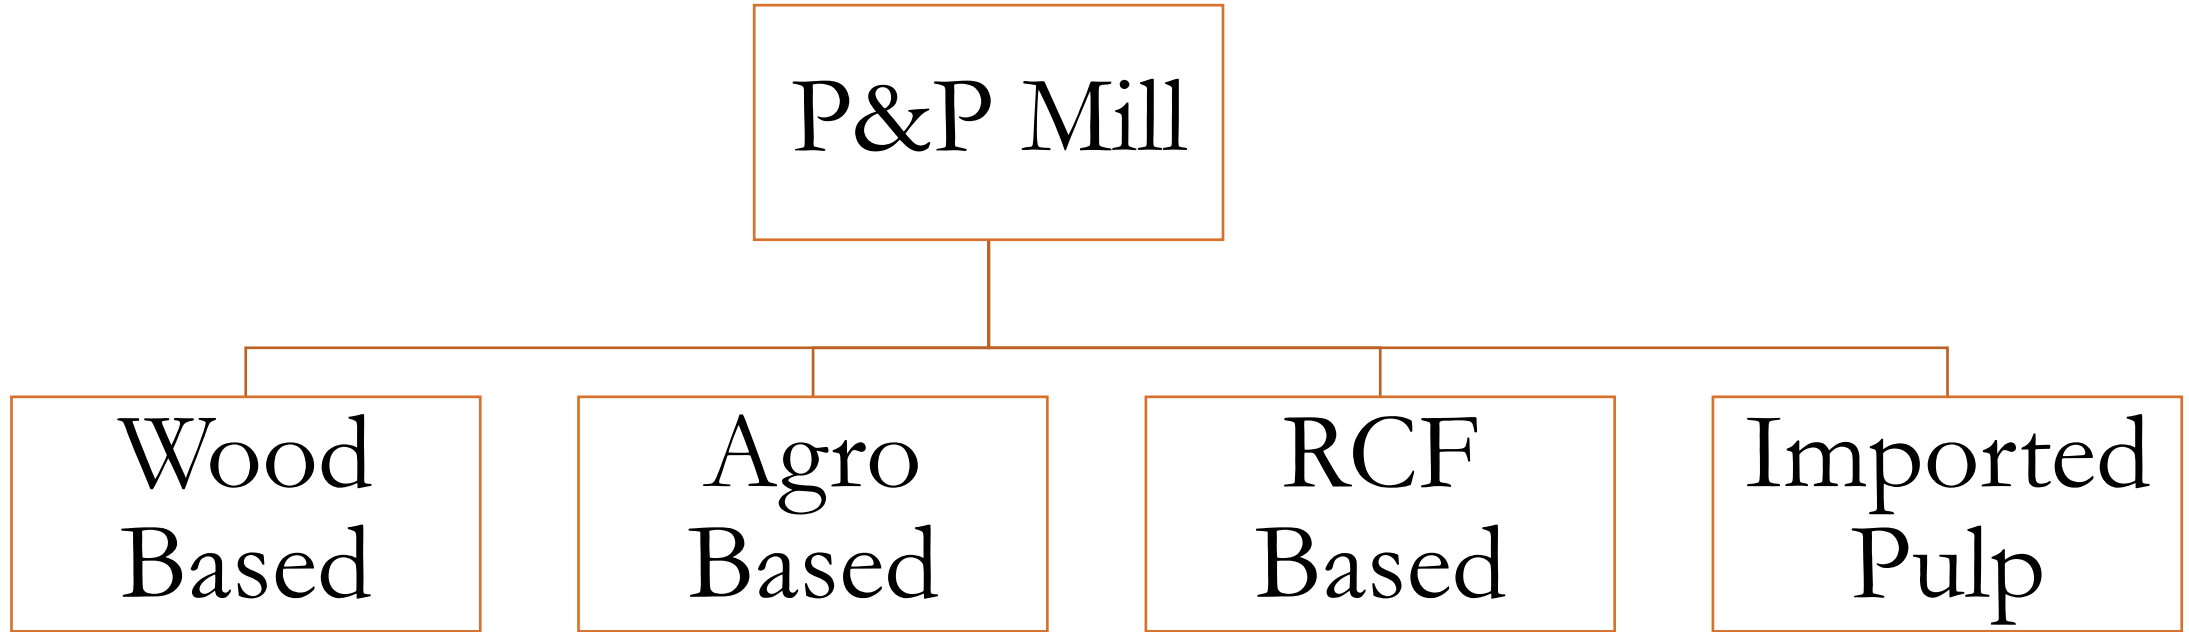 P&P Mill
Wood
Based
Agro
Based
RCF
Based
Imported
Pulp